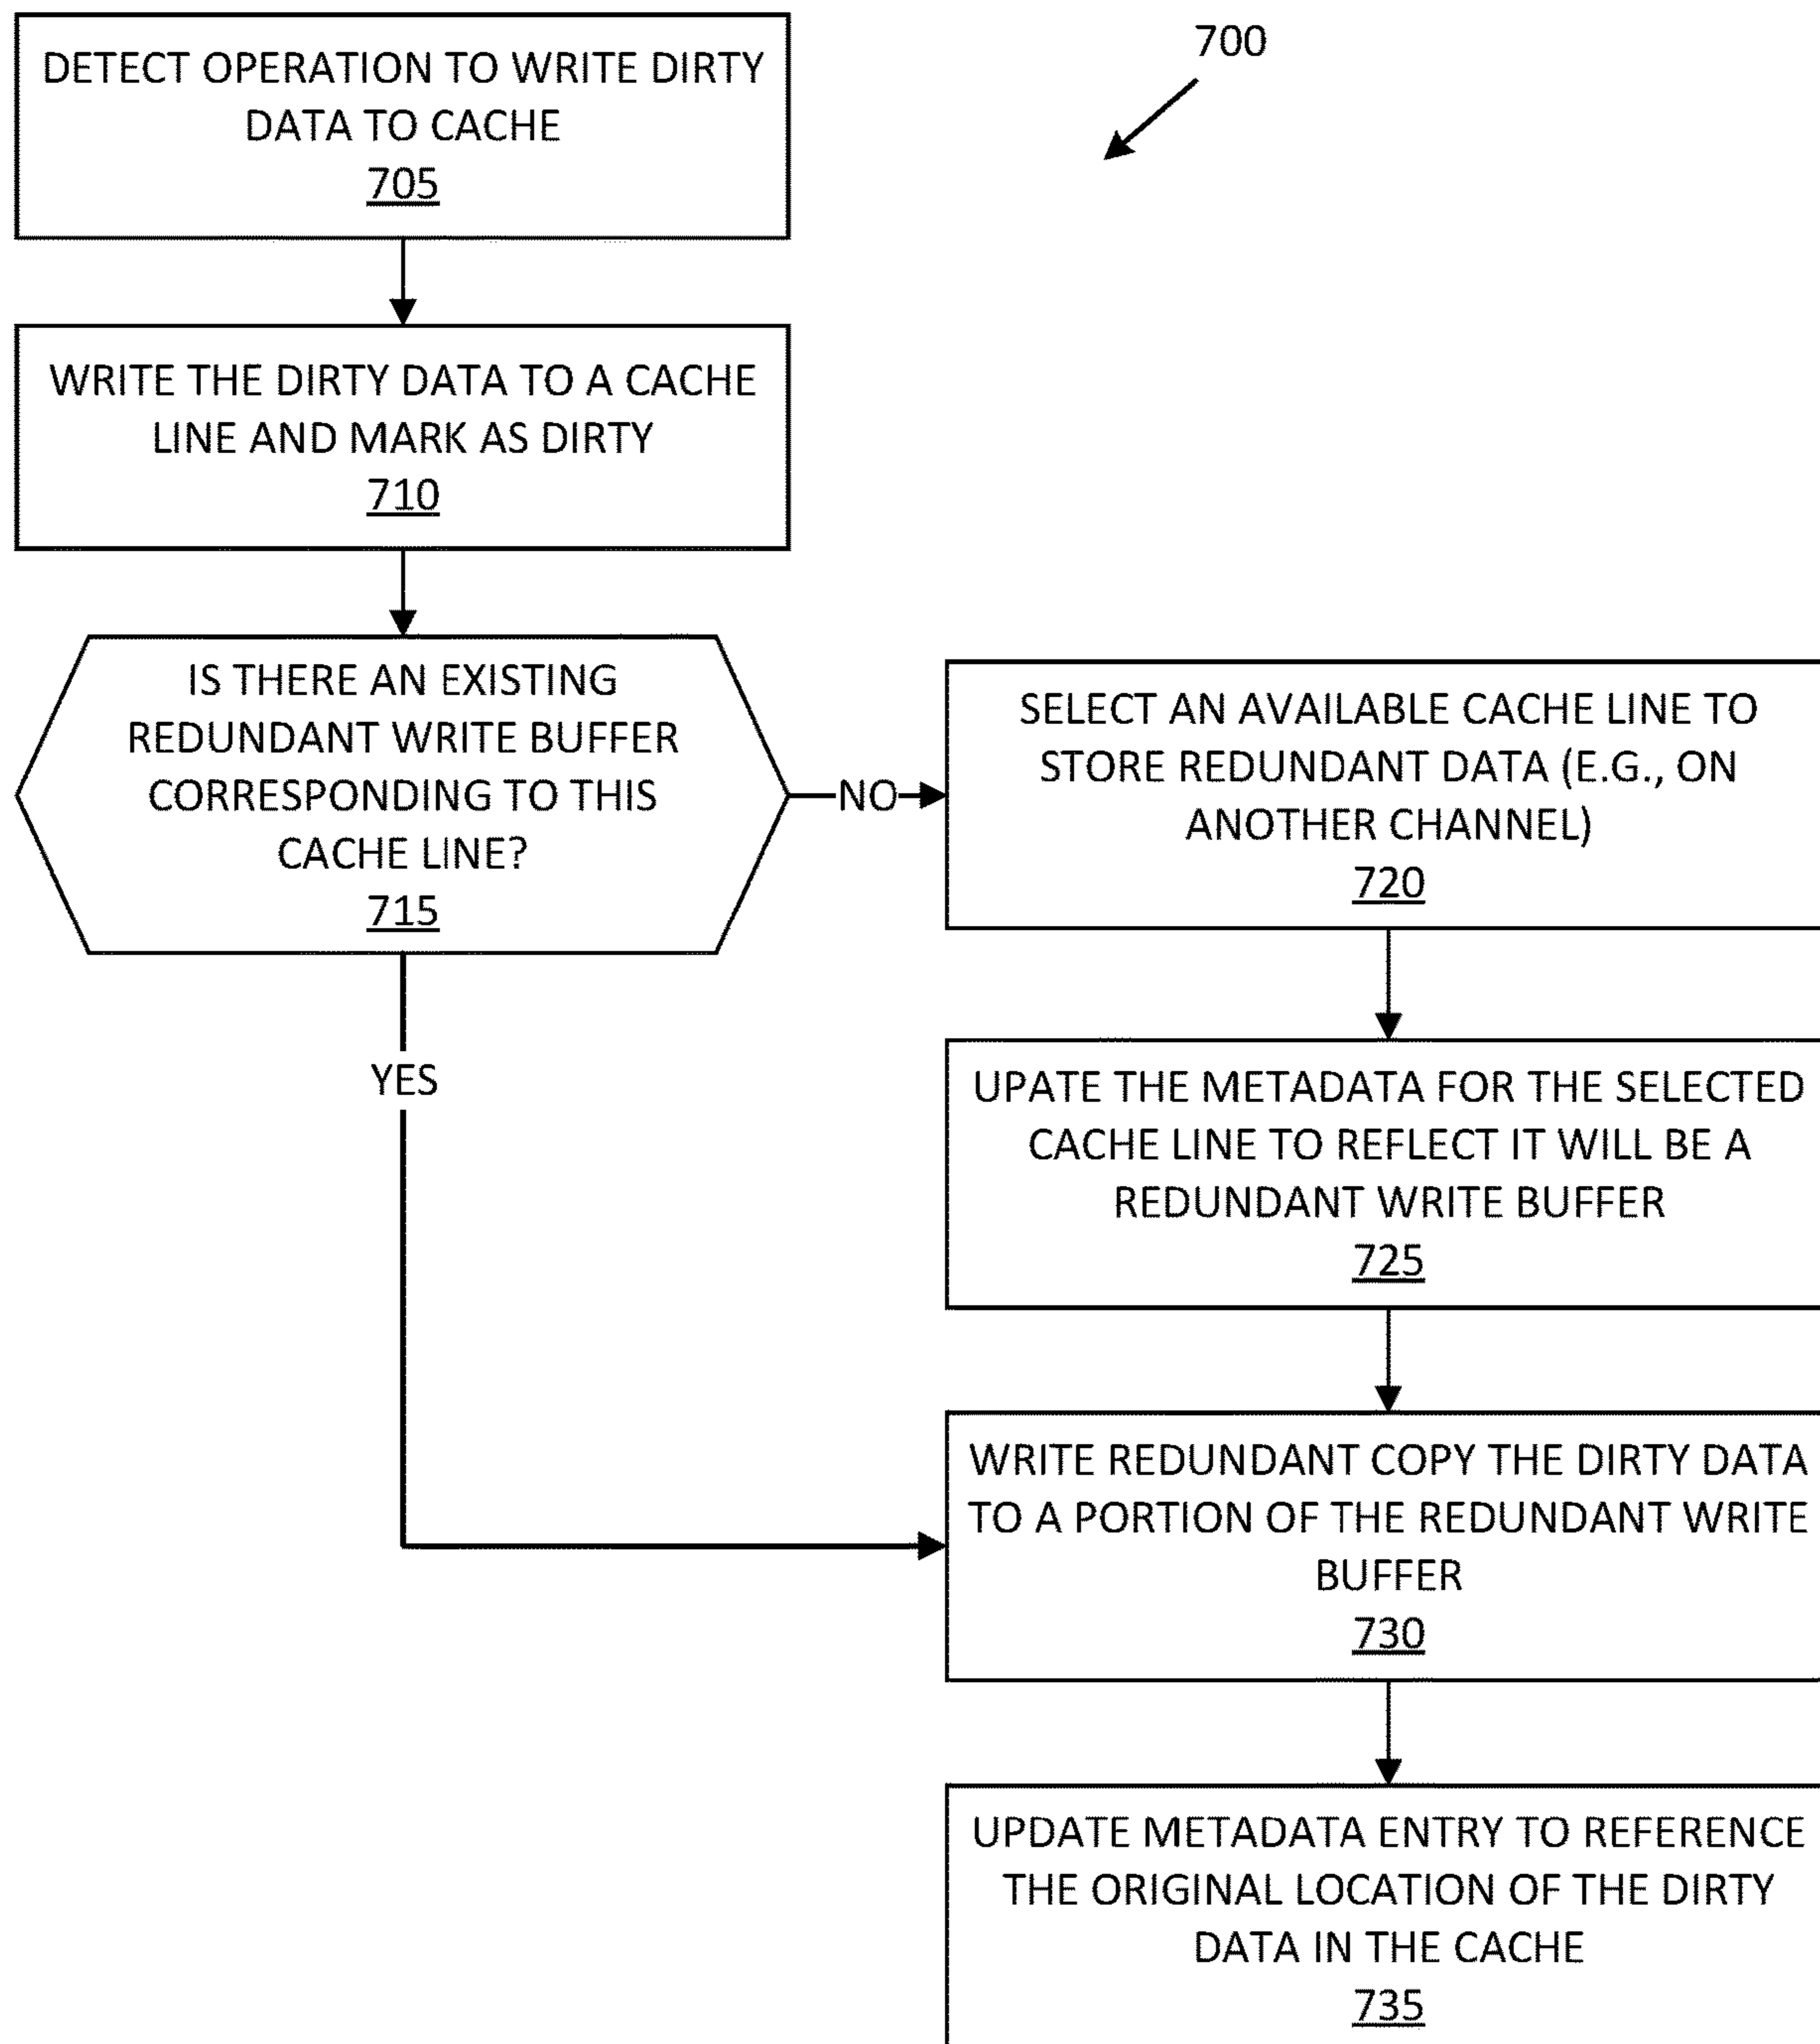 DETECT OPERATION TO WRITE DIRTY
DATA TO CACHE
705
700
WRITE THE DIRTY DATA TO A CACHE
LINE AND MARK AS DIRTY
710
IS THERE AN EXISTING
REDUNDANT WRITE BUFFER
CORRESPONDING TO THIS
CACHE LINE?
715
NO
YES
SELECT AN AVAILABLE CACHE LINE TO
STORE REDUNDANT DATA (E.G., ON
ANOTHER CHANNEL)
720
UPATE THE METADATA FOR THE SELECTED
CACHE LINE TO REFLECT IT WILL BE A
REDUNDANT WRITE BUFFER
725
WRITE REDUNDANT COPY THE DIRTY DATA
TO A PORTION OF THE REDUNDANT WRITE
BUFFER
730
UPDATE METADATA ENTRY TO REFERENCE
THE ORIGINAL LOCATION OF THE DIRTY
DATA IN THE CACHE
735